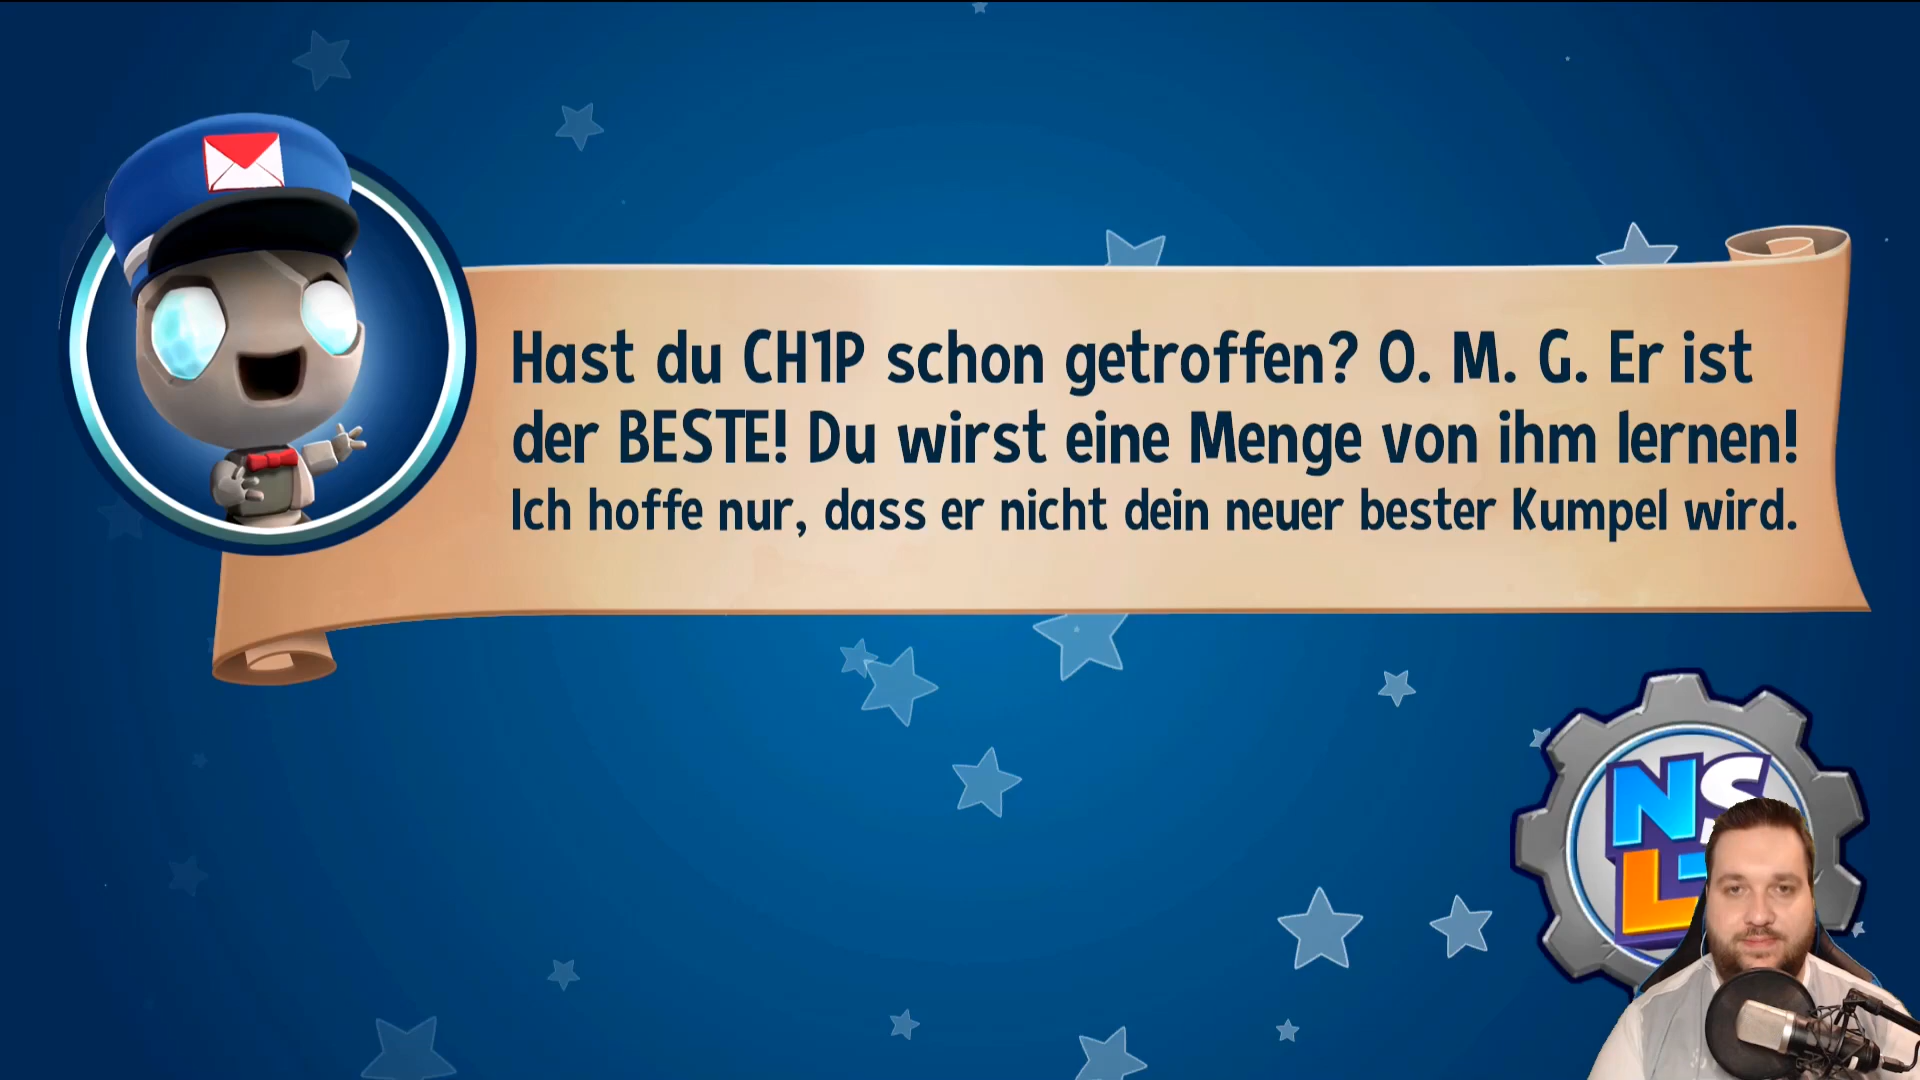 Hast du CH1P schon getroffen? O. M. G. Er ist
der BESTE! Du wirst eine Menge von ihm lernen!
Ich hoffe nur, dass er nicht dein neuer bester Kumpel wird.
NS
L